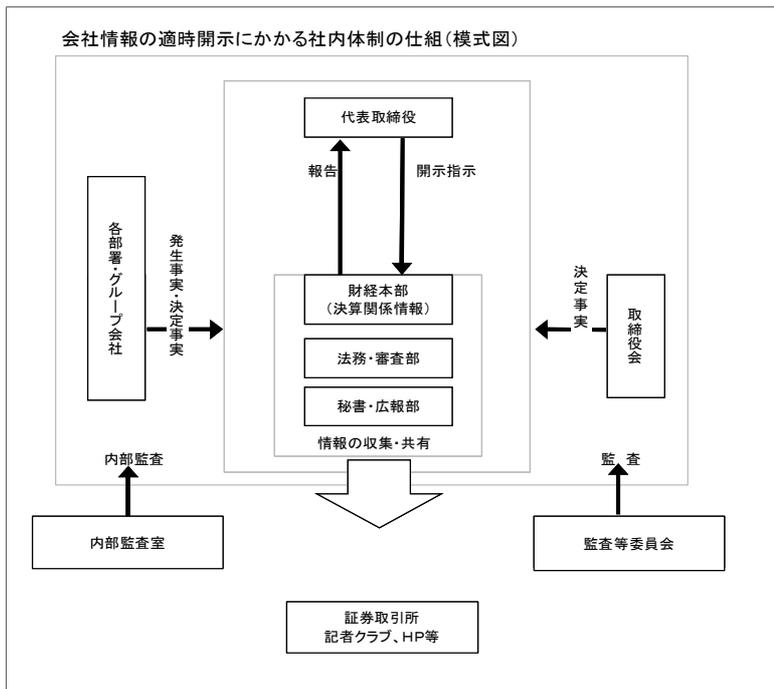 会社情報の適時開示にかかる社内体制の仕組(模式図)
代表取締役
報告
開示指示
各部署・グループ会社
発生事実・決定事実
財経本部
(決算関係情報)
法務・審査部
秘書・広報部
情報の収集・共有
決定事実
取締役会
内部監査
監 査
内部監査室
監査等委員会
証券取引所
記者クラブ、HP等